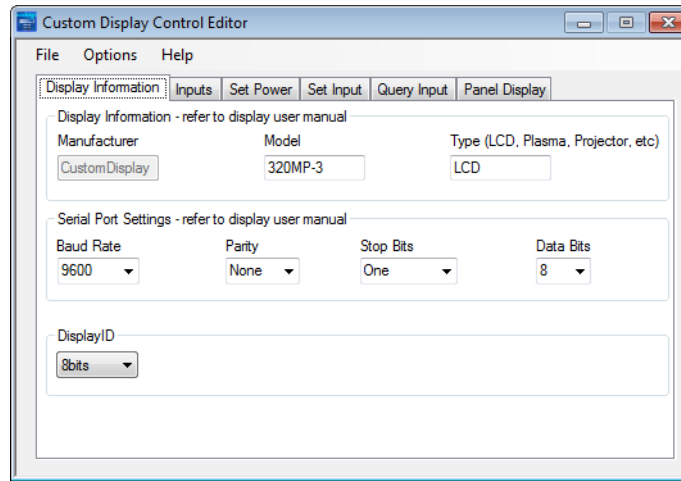 Custom Display Control Editor
File Options Help
Display Information Inputs Set Power Set Input Query Input Panel Display
Display Information - refer to display user manual
Manufacturer Model Type (LCD, Plasma, Projector, etc)
CustomDisplay 320MP-3 LCD
Serial Port Settings - refer to display user manual
Baud Rate Parity Stop Bits Data Bits
9600 None One 8
DisplayID
8bits